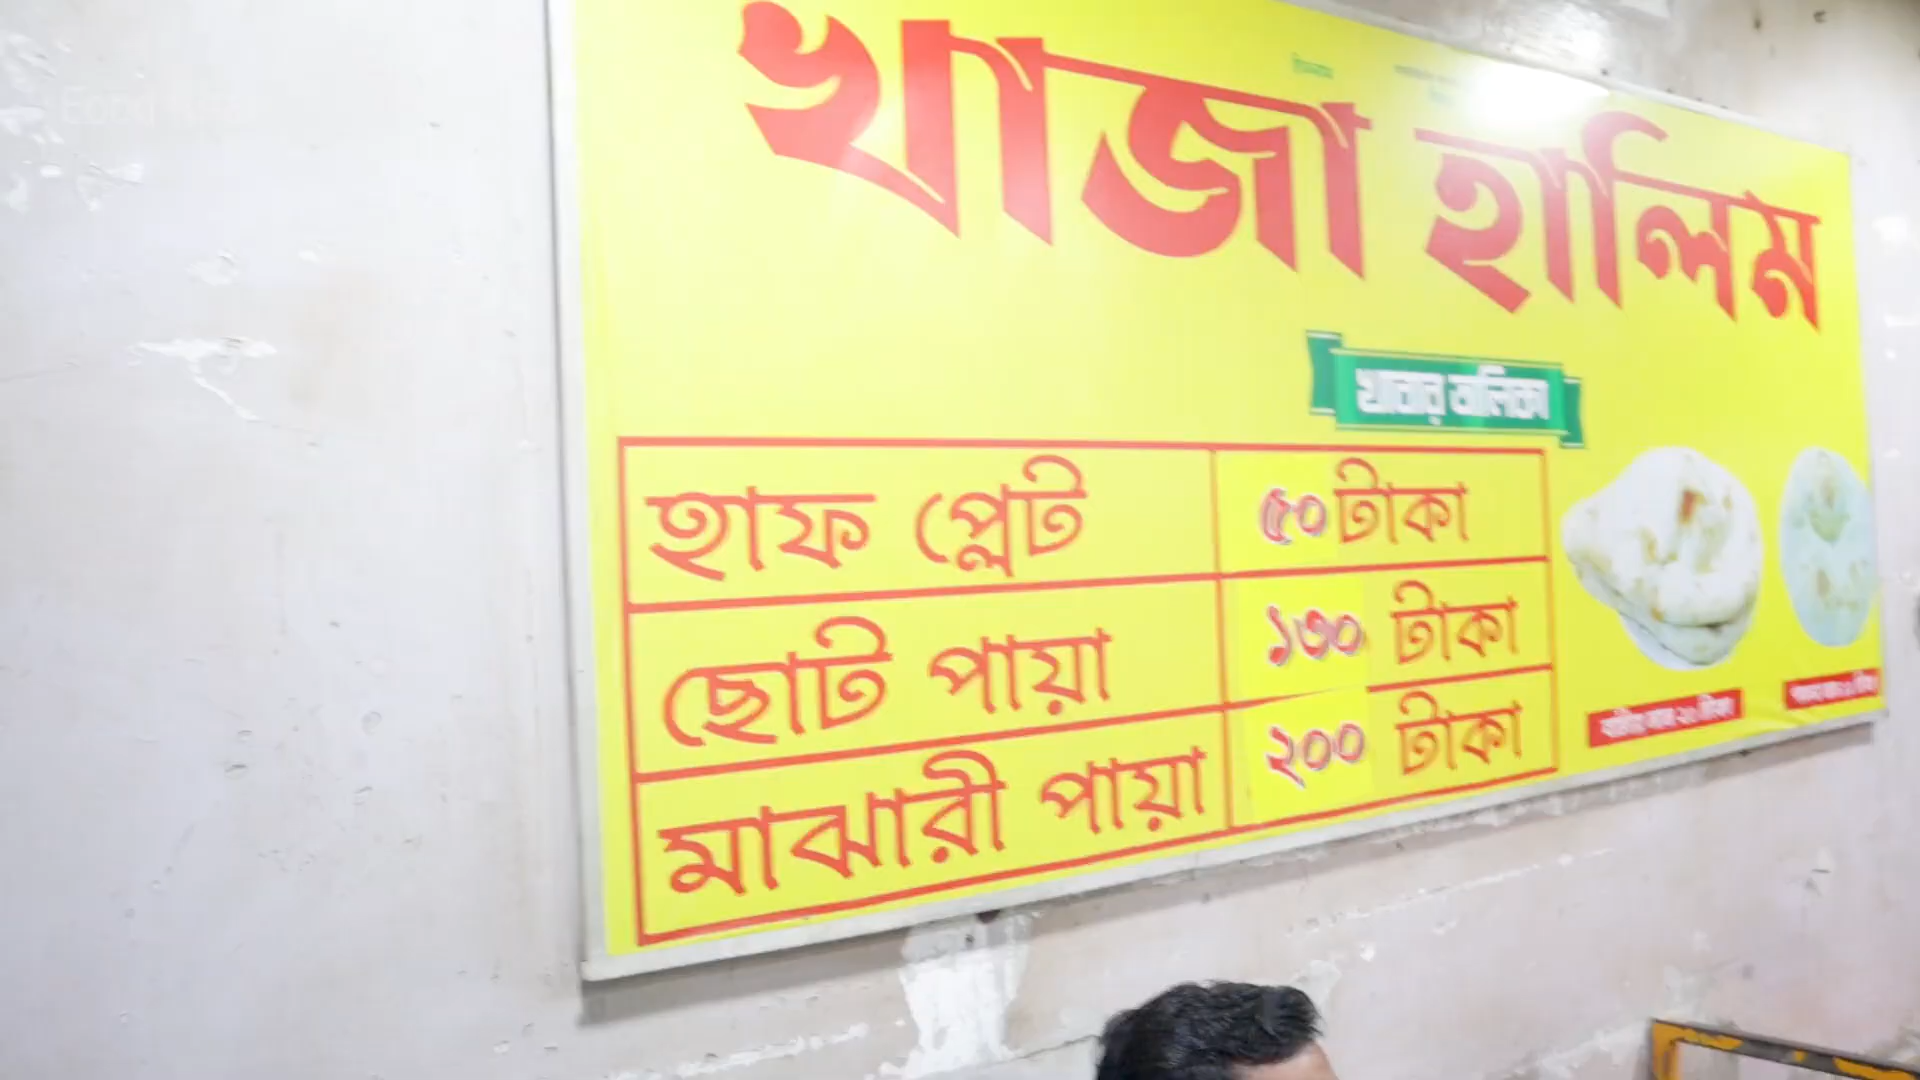 খাজা হালিম
খাবার তালিকা
হাফ প্লেট ৫০ টাকা
ছোট পায়া ১৩০ টাকা
মাঝারী পায়া ২০০ টাকা